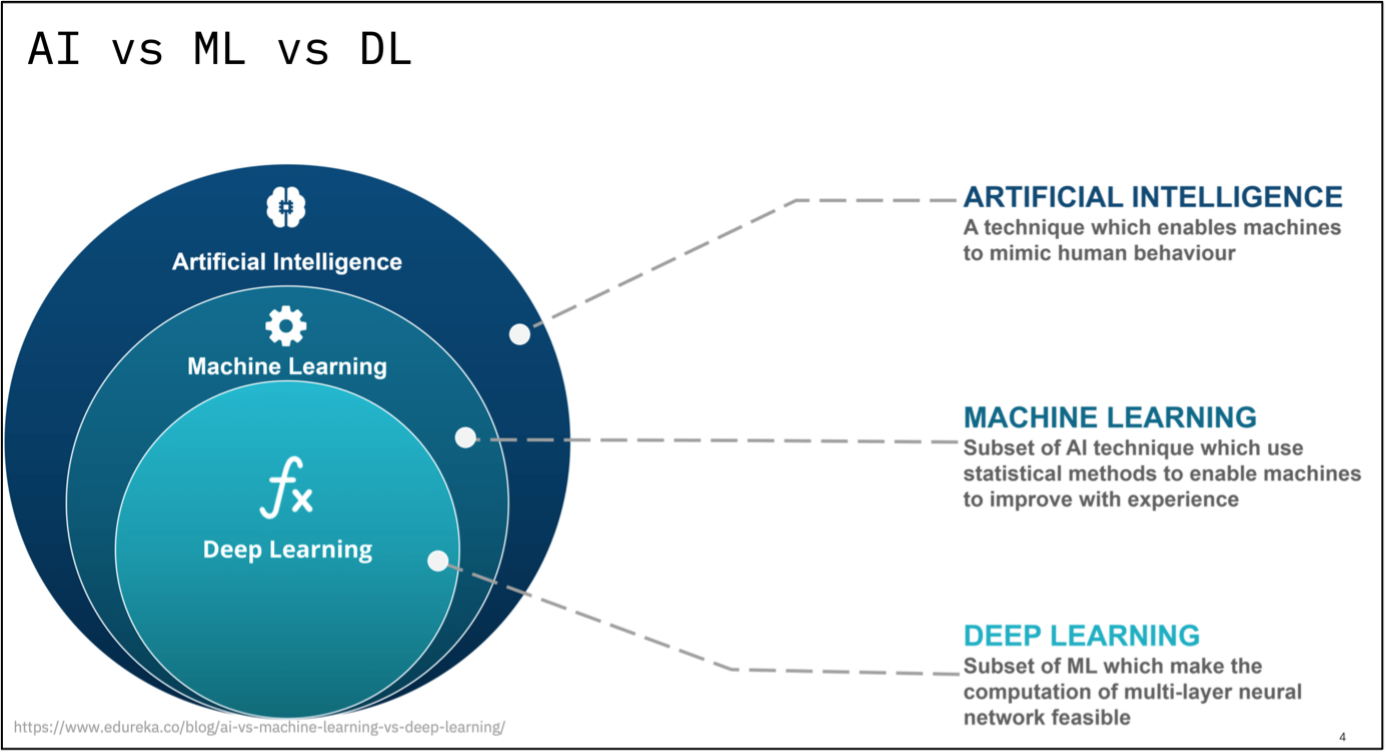 AI vs ML vs DL
Artificial Intelligence
Machine Learning
fx
Deep Learning
ARTIFICIAL INTELLIGENCE
A technique which enables machines
to mimic human behaviour
MACHINE LEARNING
Subset of AI technique which use
statistical methods to enable machines
to improve with experience
DEEP LEARNING
Subset of ML which make the
computation of multi-layer neural
network feasible
https://www.edureka.co/blog/ai-vs-machine-learning-vs-deep-learning/
4